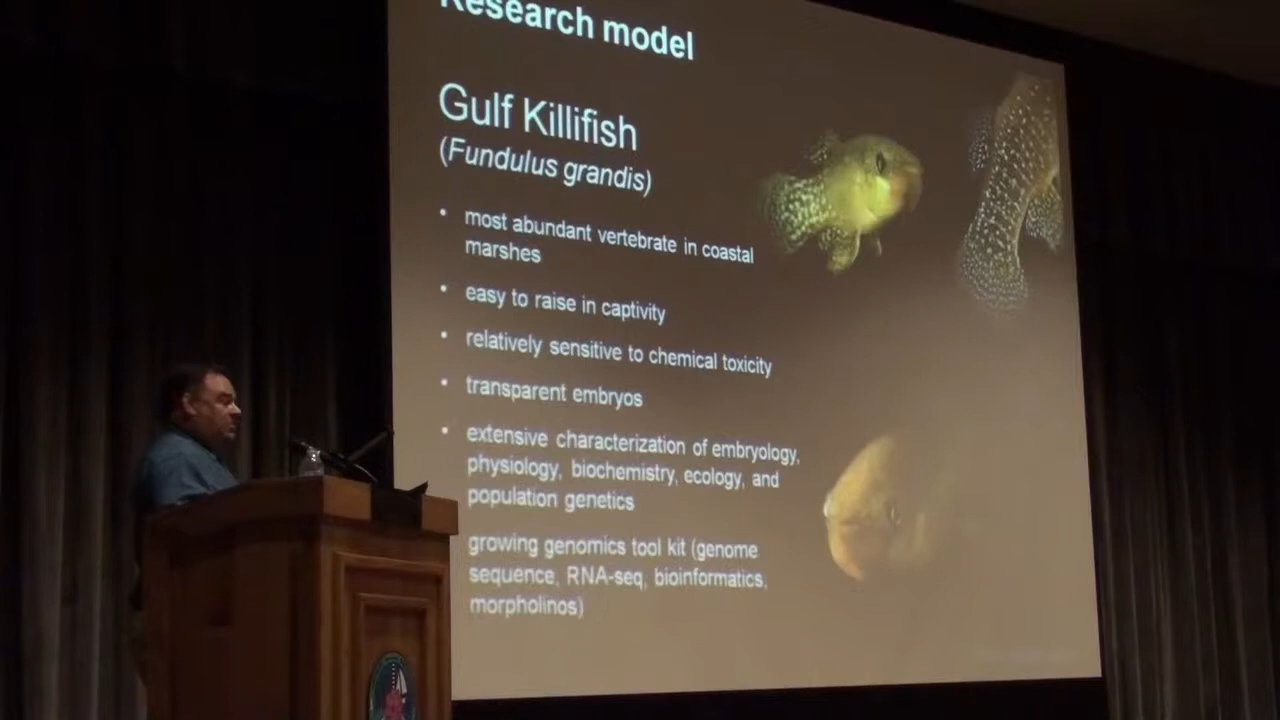 Research model
Gulf Killifish
(Fundulus grandis)
• most abundant vertebrate in coastal
marshes
• easy to raise in captivity
• relatively sensitive to chemical toxicity
• transparent embryos
• extensive characterization of embryology,
physiology, biochemistry, ecology, and
population genetics
growing genomics tool kit (genome
sequence, RNA-seq, bioinformatics,
morpholinos)